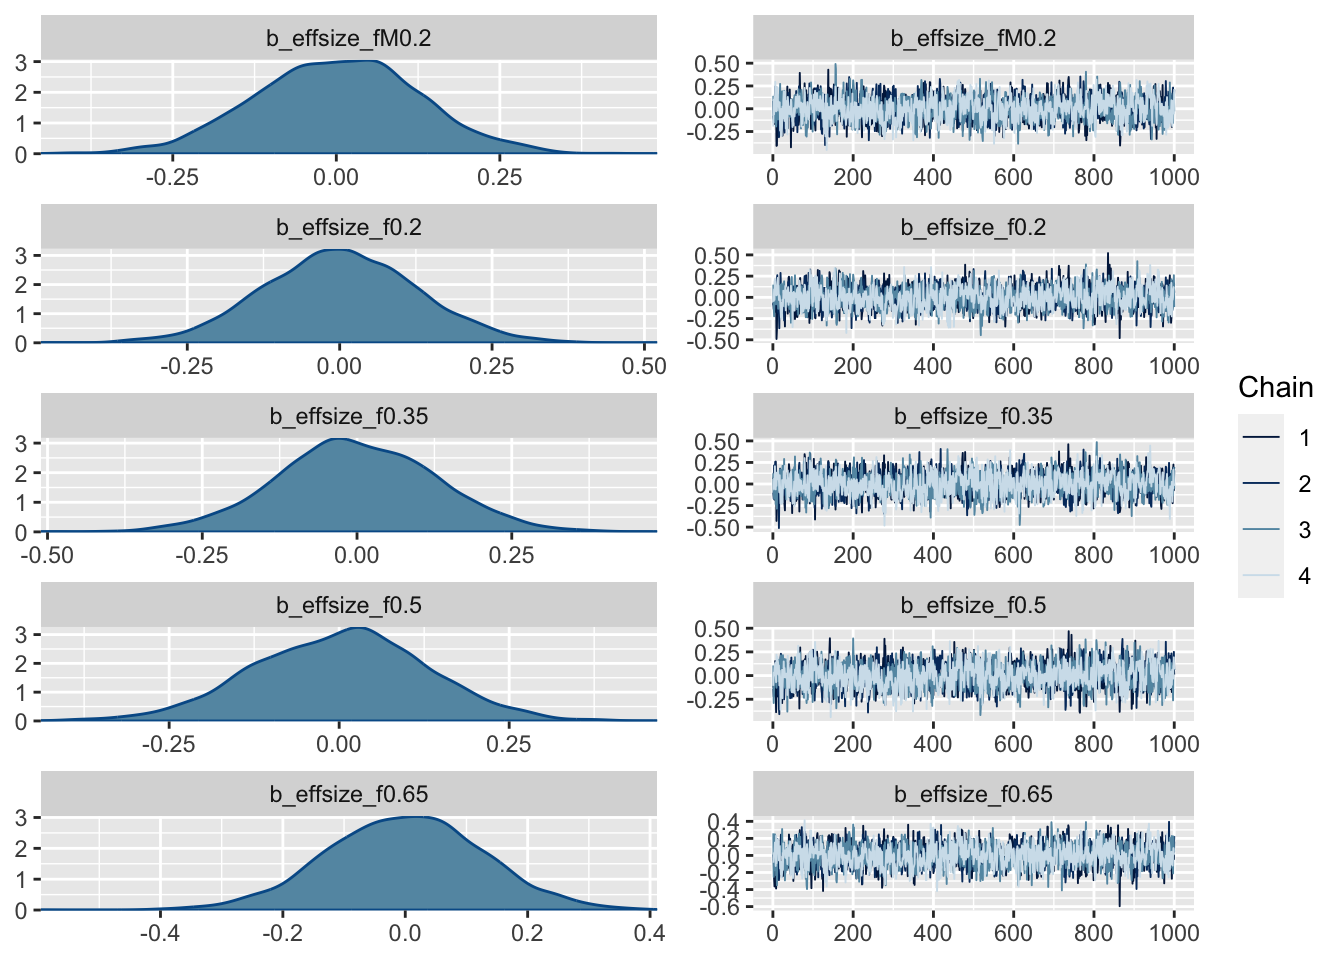 b_effsize_fM0.2
3
2
1
0
-0.25 0.00 0.25
b_effsize_fM0.2
0.50
0.25
0.00
-0.25
0 200 400 600 800 1000
b_effsize_f0.2
3
2
1
0
-0.25 0.00 0.25 0.50
b_effsize_f0.2
0.50
0.25
0.00
-0.25
-0.50
0 200 400 600 800 1000
b_effsize_f0.35
3
2
1
0
-0.50 -0.25 0.00 0.25
b_effsize_f0.35
0.50
0.25
0.00
-0.25
-0.50
0 200 400 600 800 1000
b_effsize_f0.5
3
2
1
0
-0.25 0.00 0.25
b_effsize_f0.5
0.50
0.25
0.00
-0.25
0 200 400 600 800 1000
b_effsize_f0.65
3
2
1
0
-0.4 -0.2 0.0 0.2 0.4
b_effsize_f0.65
0.4
0.2
0.0
-0.2
-0.4
-0.6
0 200 400 600 800 1000
Chain
1
2
3
4